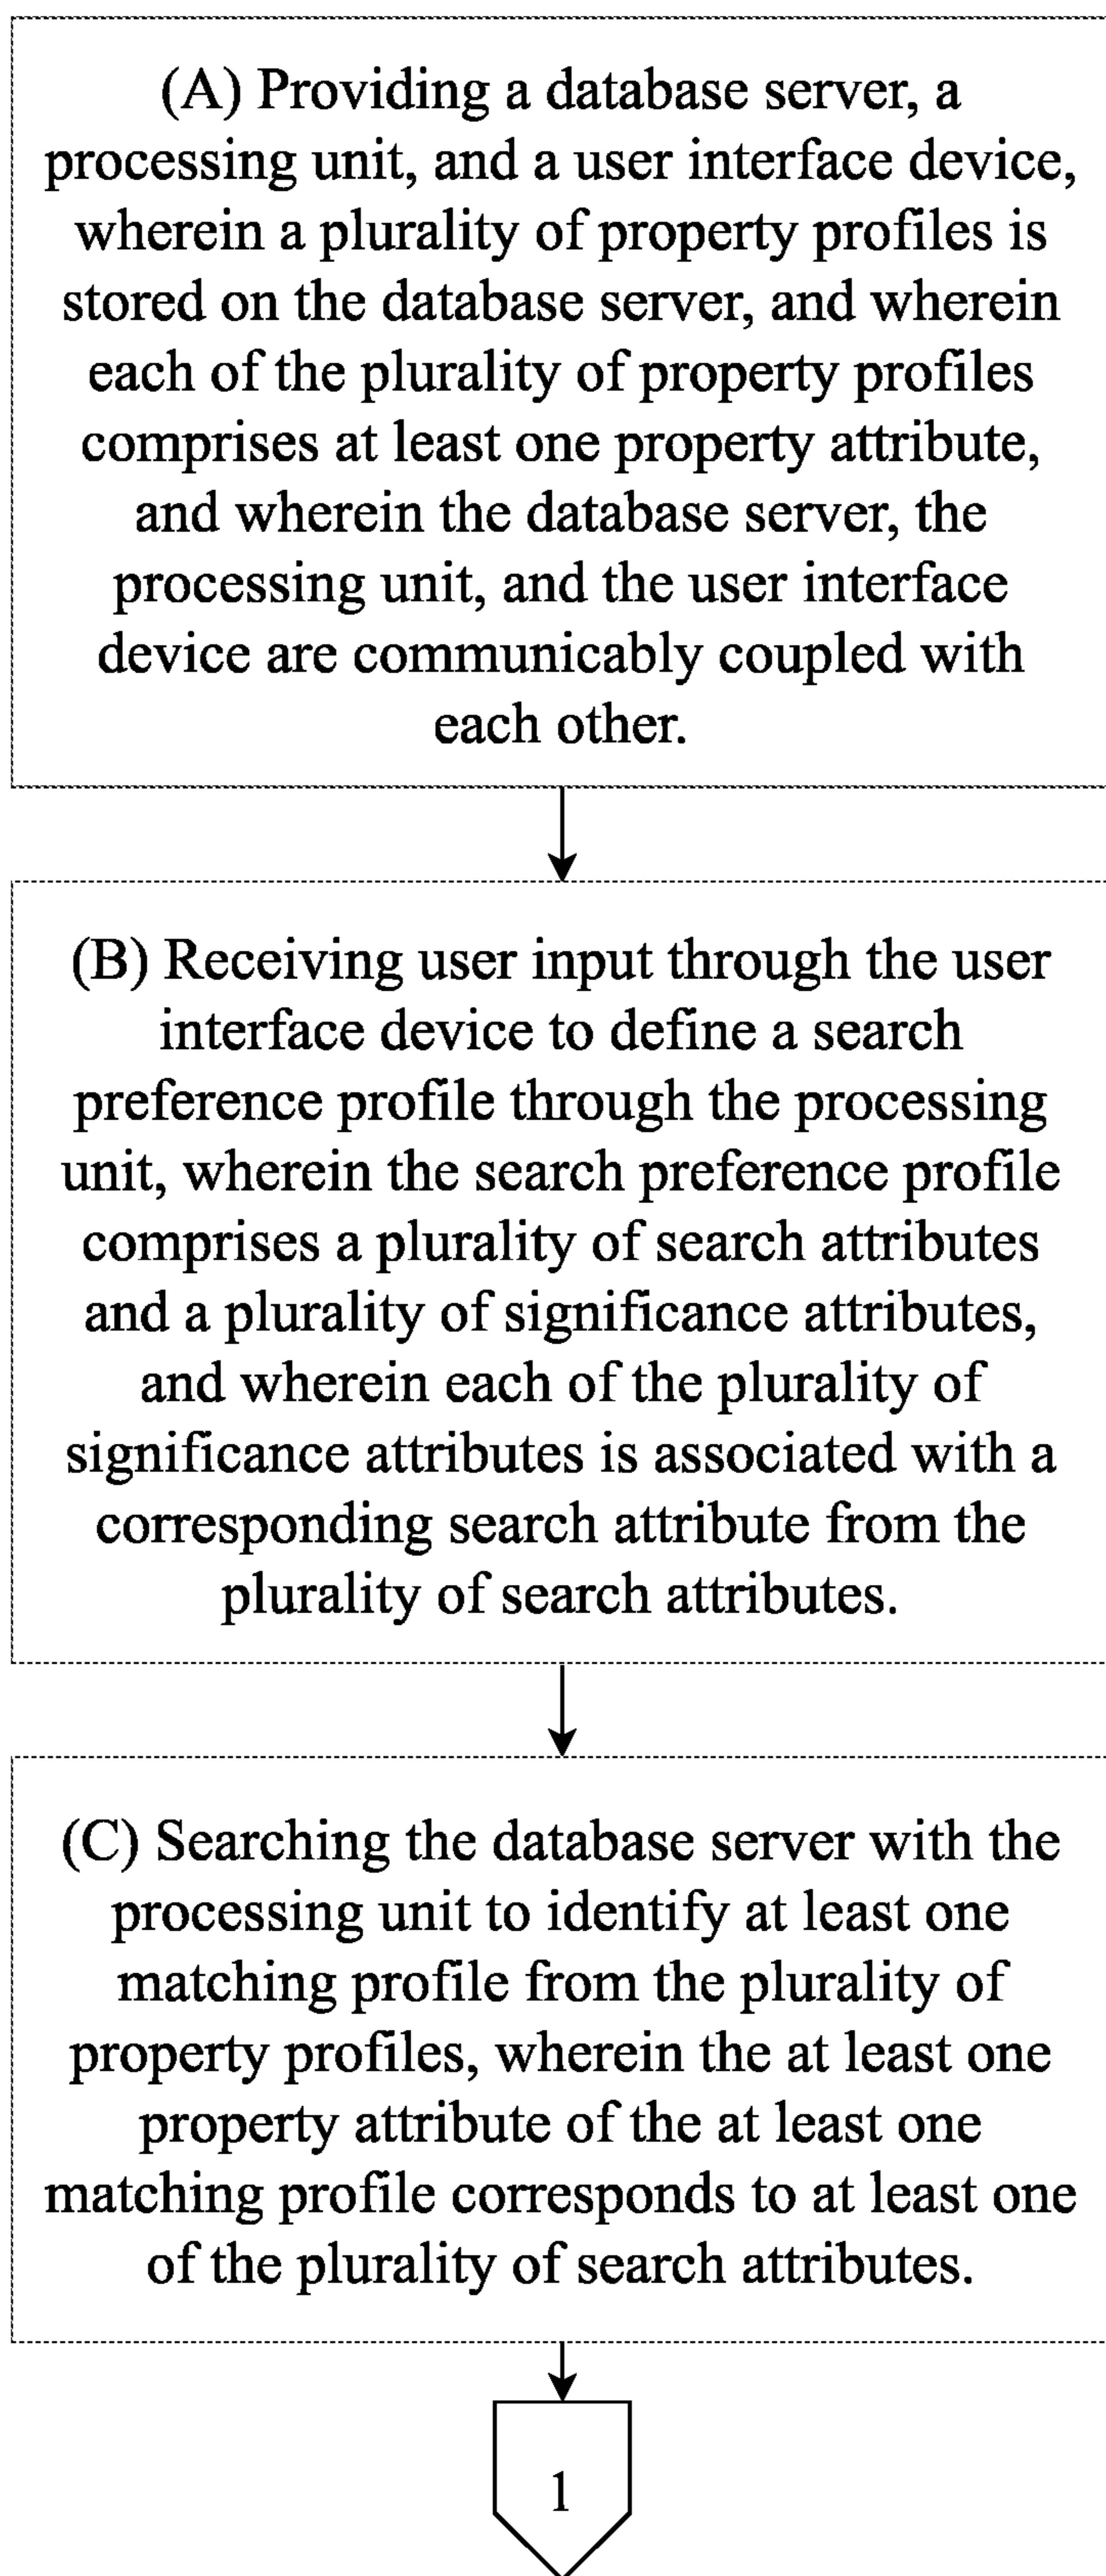 (A) Providing a database server, a
processing unit, and a user interface device,
wherein a plurality of property profiles is
stored on the database server, and wherein
each of the plurality of property profiles
comprises at least one property attribute,
and wherein the database server, the
processing unit, and the user interface
device are communicably coupled with
each other.
(B) Receiving user input through the user
interface device to define a search
preference profile through the processing
unit, wherein the search preference profile
comprises a plurality of search attributes
and a plurality of significance attributes,
and wherein each of the plurality of
significance attributes is associated with a
corresponding search attribute from the
plurality of search attributes.
(C) Searching the database server with the
processing unit to identify at least one
matching profile from the plurality of
property profiles, wherein the at least one
property attribute of the at least one
matching profile corresponds to at least one
of the plurality of search attributes.
1